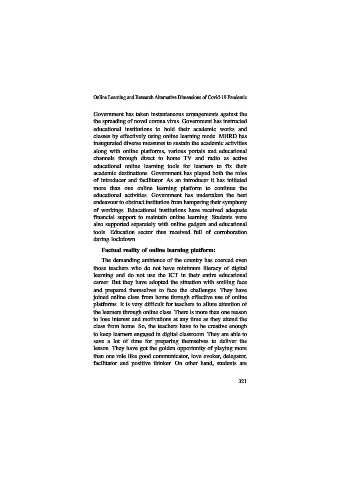 Online Learning and Research Alternative Dimensions of Covid-19 Pandemic
Government has taken instantaneous arrangements against the
the spreading of novel corona virus. Government has instructed
educational institutions to hold their academic works and
classes by effectively using online learning mode. MHRD has
inaugurated diverse measures to sustain the academic activities
along with online platforms, various portals and educational
channels through direct to home TV and radio as active
educational online learning tools for learners to fix their
academic destinations. Government has played both the roles
of introducer and facilitator. As an introducer it has initiated
more than one online learning platform to continue the
educational activities. Government has undertaken the best
endeavour to obstruct institution from hampering their symphony
of workings. Educational institutions have received adequate
financial support to maintain online learning. Students were
also supported separately with online gadgets and educational
tools. Education sector thus received full of corroboration
during lockdown.
Factual reality of online learning platform:
The demanding ambience of the country has coerced even
those teachers who do not have minimum literacy of digital
learning and do not use the ICT in their entire educational
career. But they have adopted the situation with smiling face
and prepared themselves to face the challenges. They have
joined online class from home through effective use of online
platforms. It is very difficult for teachers to allure attention of
the learners through online class. There is more than one reason
to lose interest and motivations at any time as they attend the
class from home. So, the teachers have to be creative enough
to keep learners engaged in digital classroom. They are able to
save a lot of time for preparing themselves to deliver the
lesson. They have got the golden opportunity of playing more
than one role like good communicator, love evoker, delegator,
facilitator and positive thinker. On other hand, students are
321